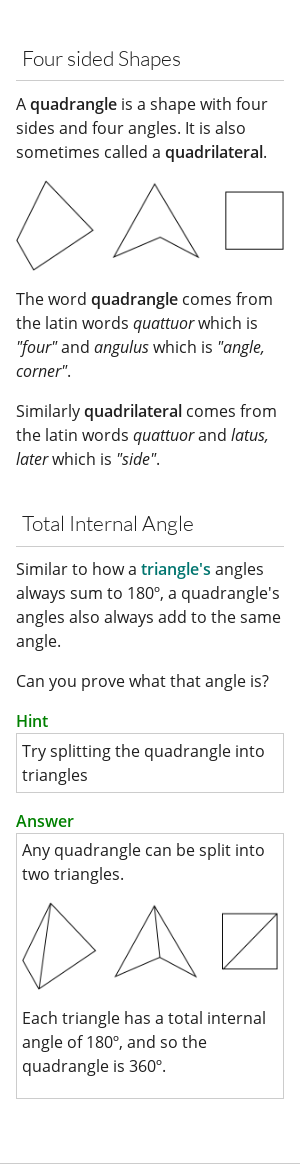 Four sided Shapes
A quadrangle is a shape with four
sides and four angles. It is also
sometimes called a quadrilateral.
The word quadrangle comes from
the latin words quattuor which is
"four" and angulus which is "angle,
corner".
Similarly quadrilateral comes from
the latin words quattuor and latus,
later which is "side".
Total Internal Angle
Similar to how a triangle's angles
always sum to 180º, a quadrangle's
angles also always add to the same
angle.
Can you prove what that angle is?
Hint
Try splitting the quadrangle into
triangles
Answer
Any quadrangle can be split into
two triangles.
Each triangle has a total internal
angle of 180º, and so the
quadrangle is 360º.